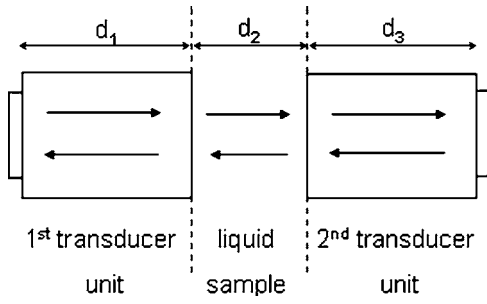 d1 d2 d3
1st transducer liquid 2nd transducer
unit sample unit